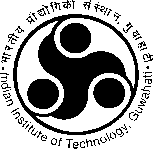 भारतीय प्रौद्योगिकी संस्थान, गुवाहाटी
Indian Institute of Technology, Guwahati